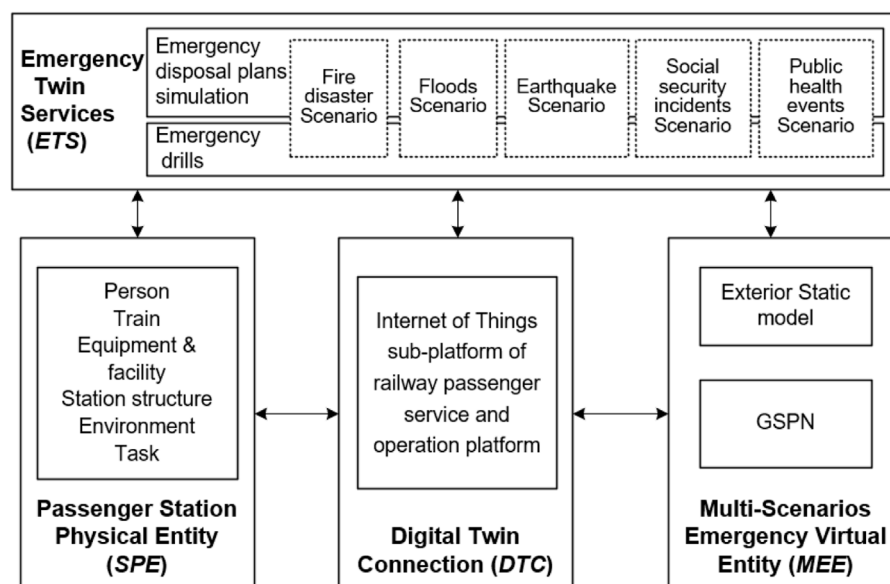 Emergency
Twin
Services
(ETS)
Emergency
disposal plans
simulation
Emergency
drills
Fire
disaster
Scenario
Floods
Scenario
Earthquake
Scenario
Social
security
incidents
Scenario
Public
health
events
Scenario
Person
Train
Equipment &
facility
Station structure
Environment
Task
Passenger Station
Physical Entity
(SPE)
Internet of Things
sub-platform of
railway passenger
service and
operation platform
Digital Twin
Connection (DTC)
Exterior Static
model
GSPN
Multi-Scenarios
Emergency Virtual
Entity (MEE)